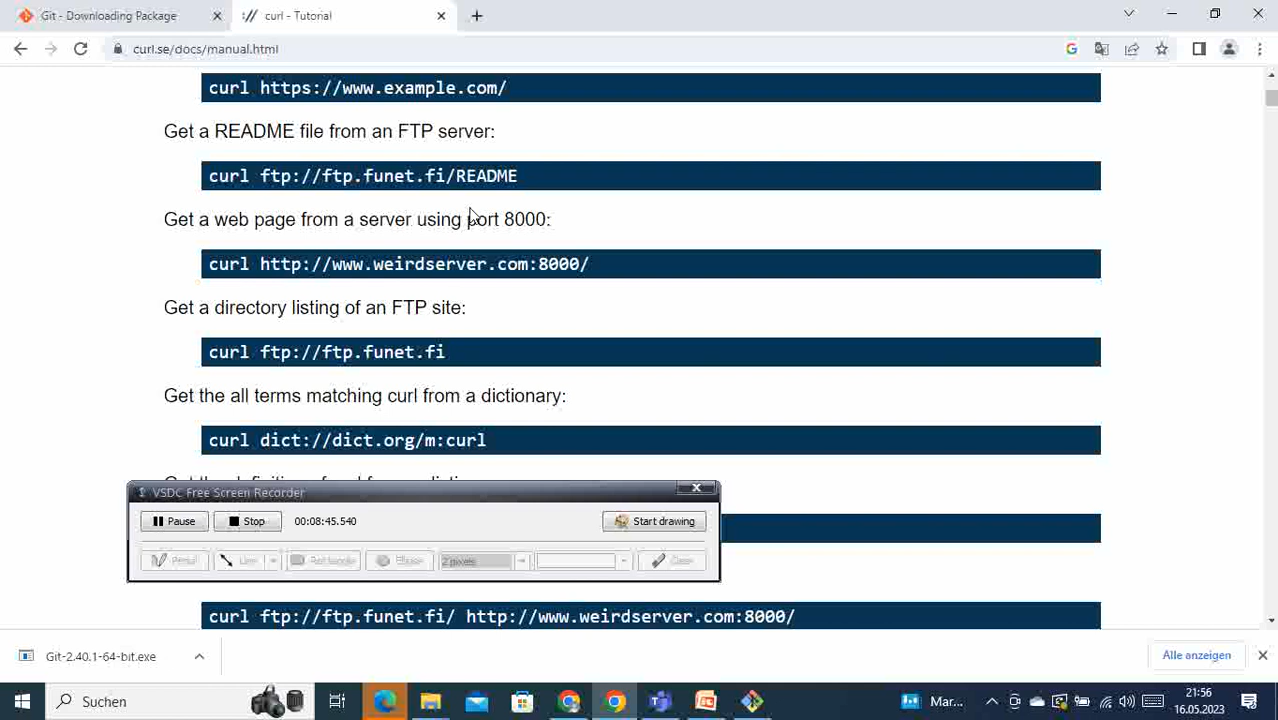 Git - Downloading Package
curl - Tutorial
curl.se/docs/manual.html
curl https://www.example.com/
Get a README file from an FTP server:
curl ftp://ftp.funet.fi/README
Get a web page from a server using port 8000:
curl http://www.weirdserver.com:8000/
Get a directory listing of an FTP site:
curl ftp://ftp.funet.fi
Get the all terms matching curl from a dictionary:
curl dict://dict.org/m:curl
VSDC Free Screen Recorder
Pause Stop 00:08:45.540 Start drawing
Line 2 pixels
curl ftp://ftp.funet.fi/ http://www.weirdserver.com:8000/
Git-2.40.1-64-bit.exe Alle anzeigen
Suchen Mar... 21:56
16.05.2023